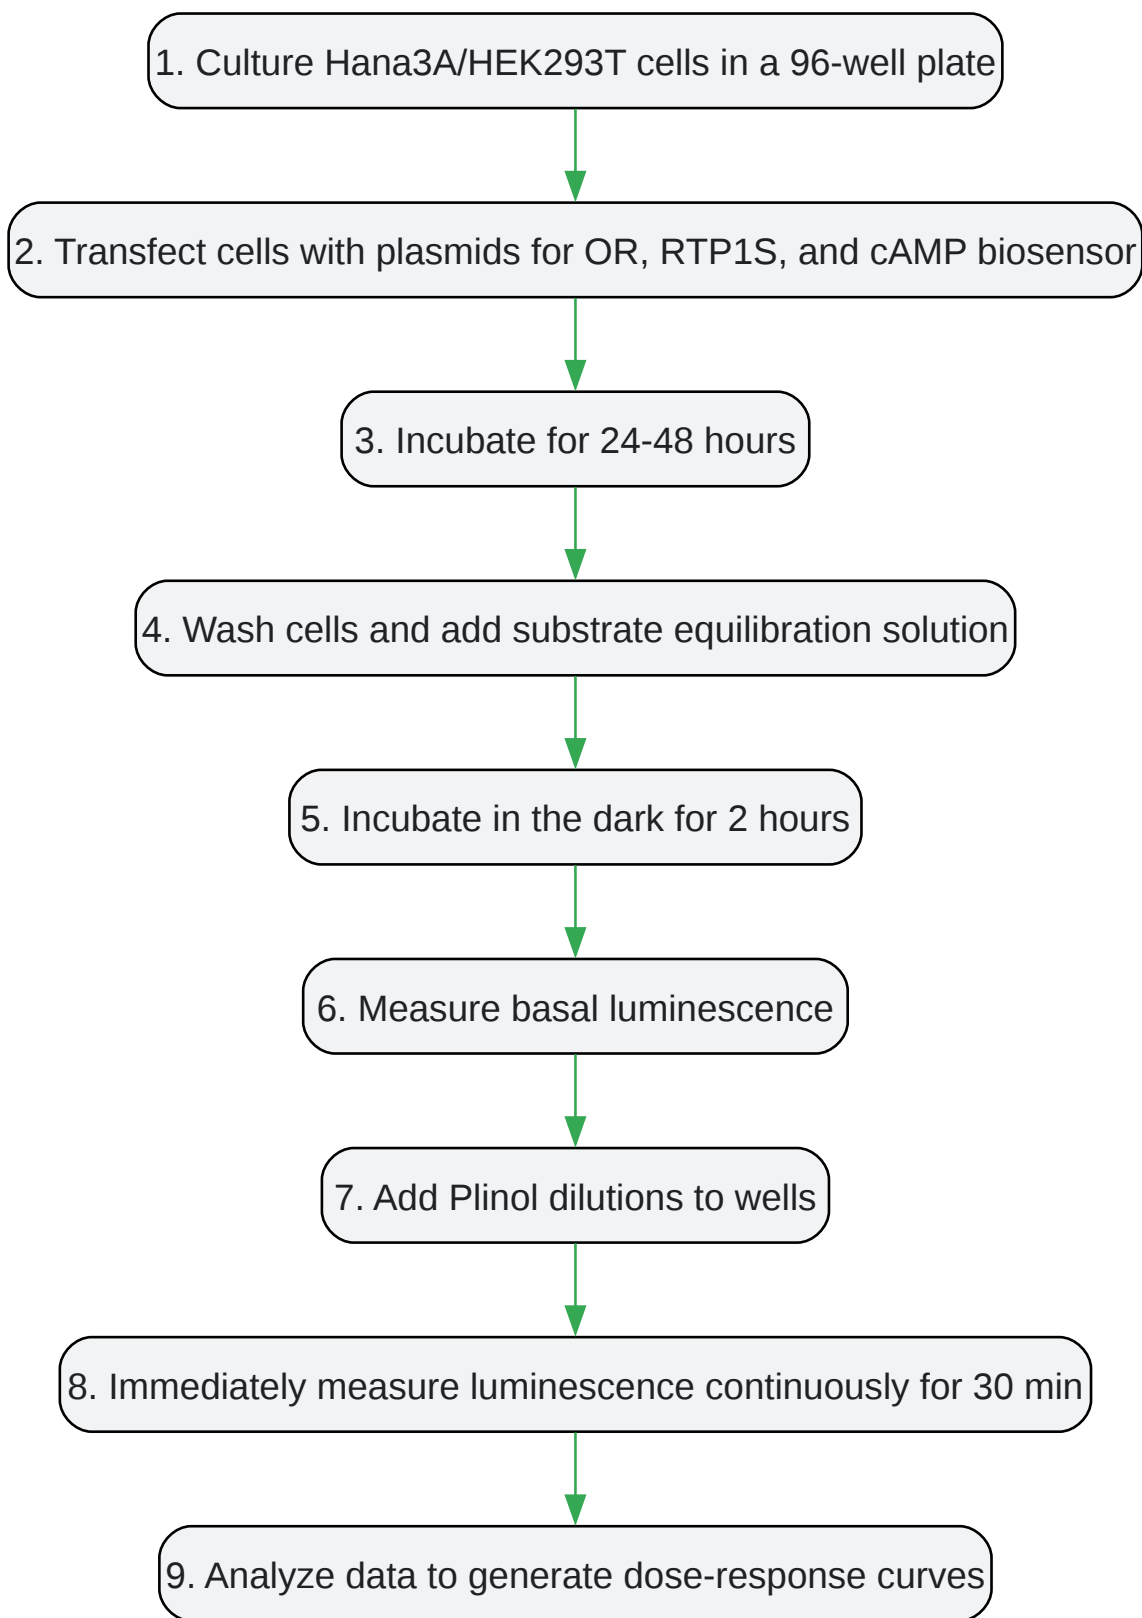 1. Culture Hana3A/HEK293T cells in a 96-well plate
2. Transfect cells with plasmids for OR, RTP1S, and cAMP biosensor
3. Incubate for 24-48 hours
4. Wash cells and add substrate equilibration solution
5. Incubate in the dark for 2 hours
6. Measure basal luminescence
7. Add Plinol dilutions to wells
8. Immediately measure luminescence continuously for 30 min
9. Analyze data to generate dose-response curves